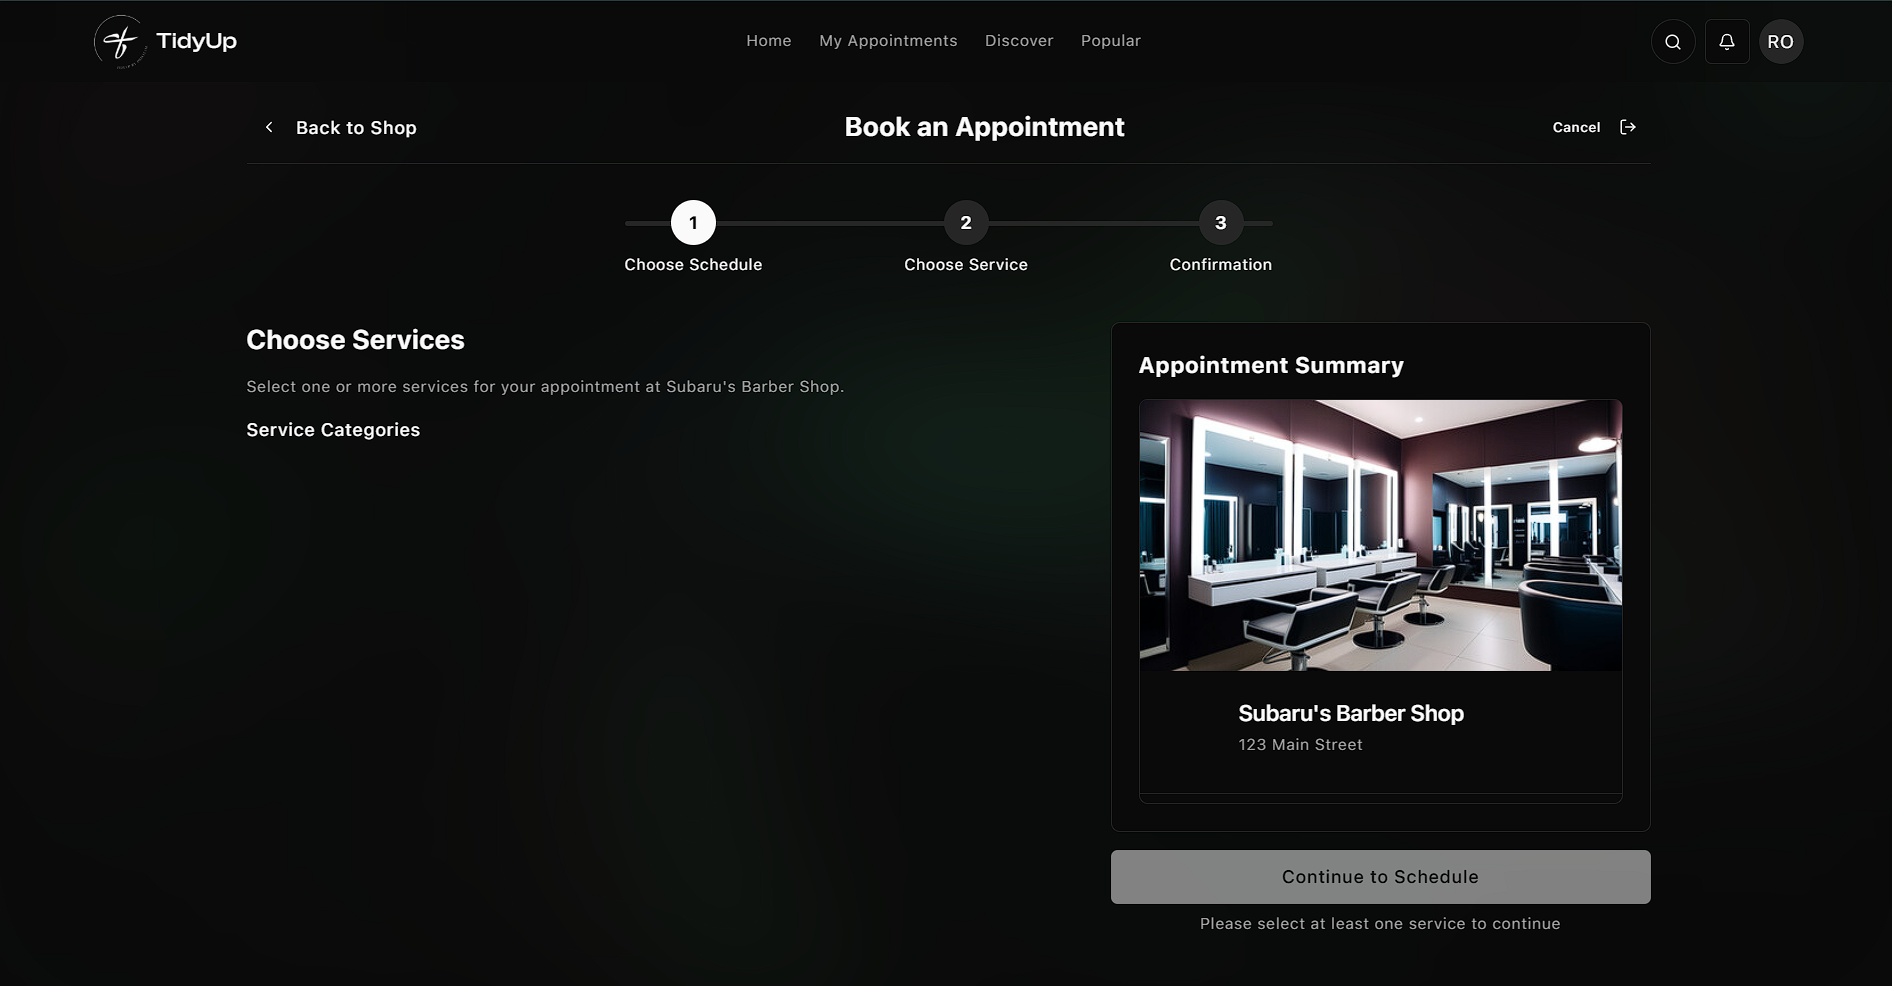 TidyUp
Home
My Appointments
Discover
Popular
RO
Back to Shop
Book an Appointment
Cancel
1
2
3
Choose Schedule
Choose Service
Confirmation
Choose Services
Select one or more services for your appointment at Subaru's Barber Shop.
Service Categories
Appointment Summary
Subaru's Barber Shop
123 Main Street
Continue to Schedule
Please select at least one service to continue